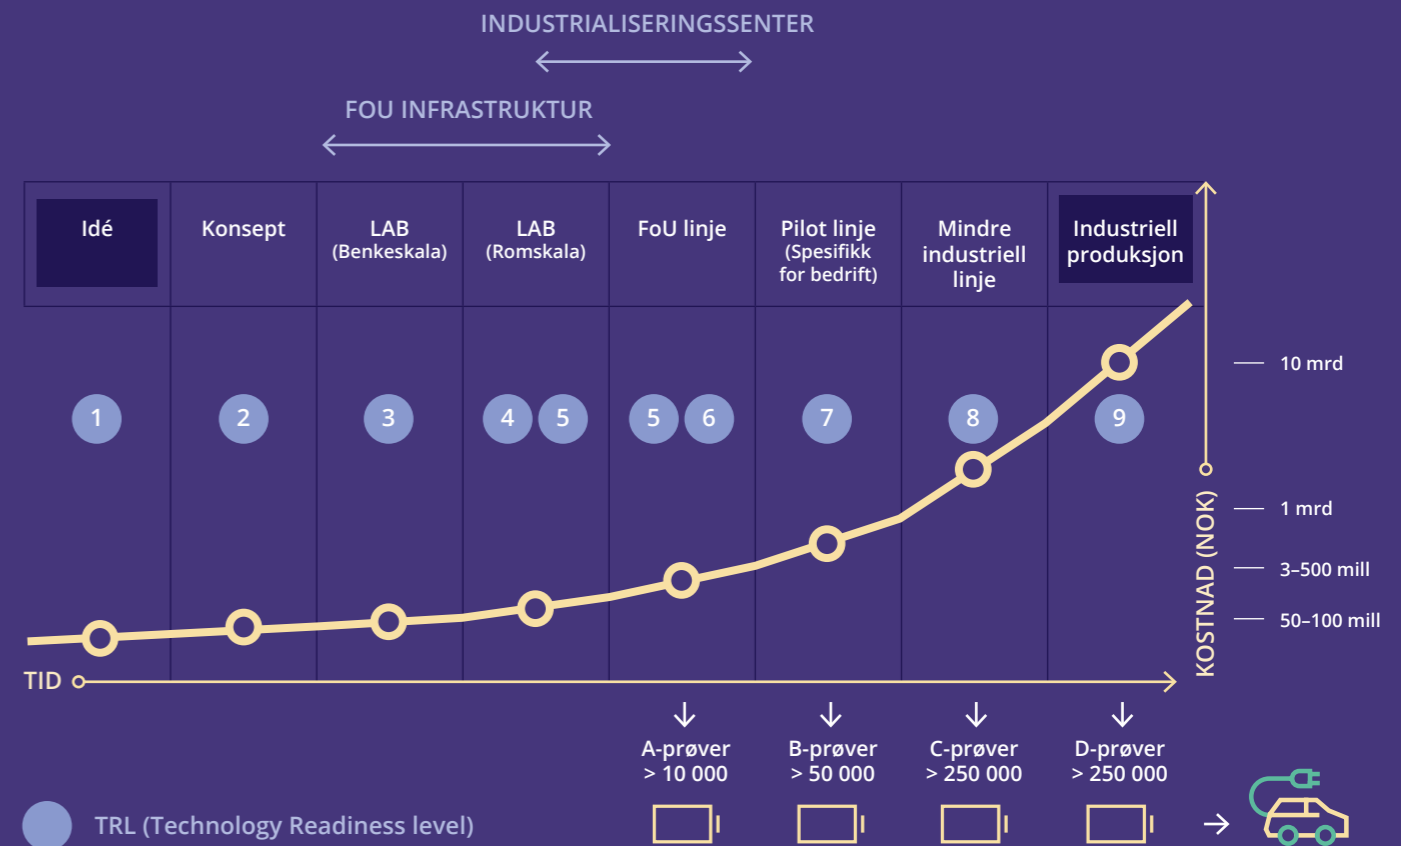 INDUSTRIALISERINGSSENTER
FOU INFRASTRUKTUR
Idé
Konsept
LAB
(Benkeskala)
LAB
(Romskala)
FoU linje
Pilot linje
(Spesifikk
for bedrift)
Mindre
industriell
linje
Industriell
produksjon
1
2
3
4
5
5
6
7
8
9
10 mrd
1 mrd
3–500 mill
50–100 mill
KOSTNAD (NOK)
TID
A-prøver
> 10 000
B-prøver
> 50 000
C-prøver
> 250 000
D-prøver
> 250 000
TRL (Technology Readiness level)